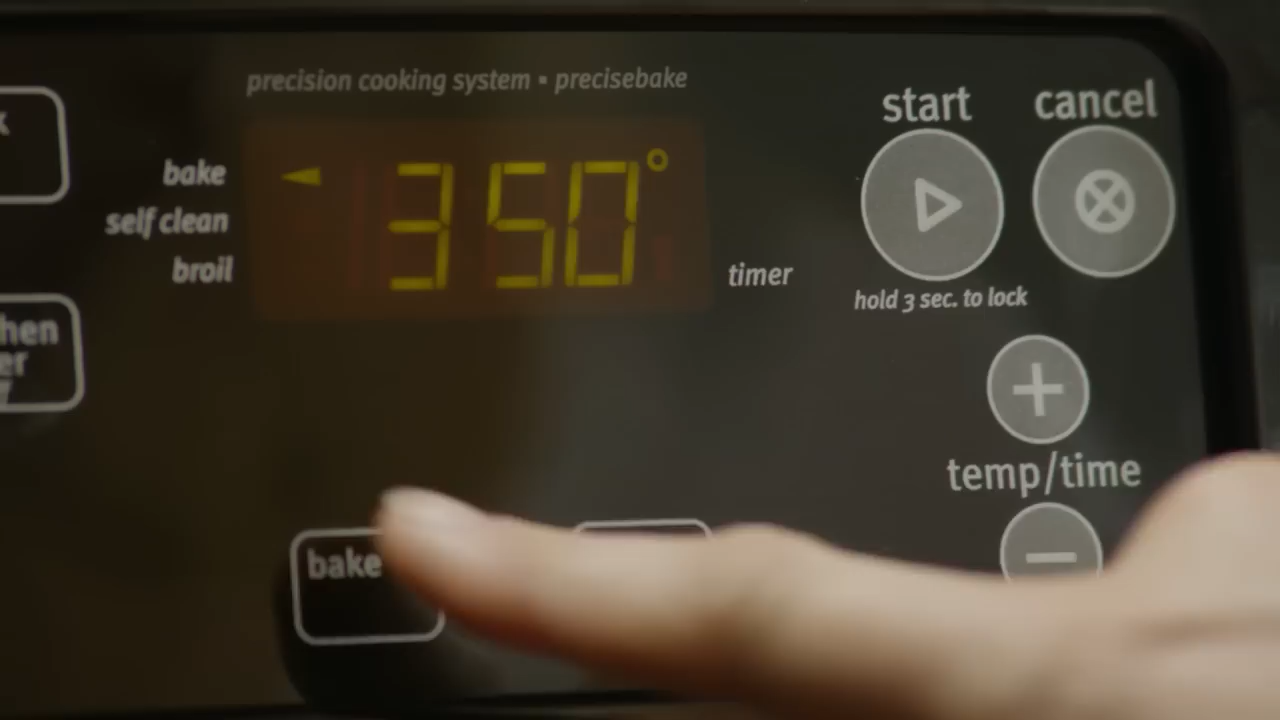 precision cooking system ▪ precisebake
start
cancel
bake
self clean
broil
350°
timer
hold 3 sec. to lock
temp/time
bake